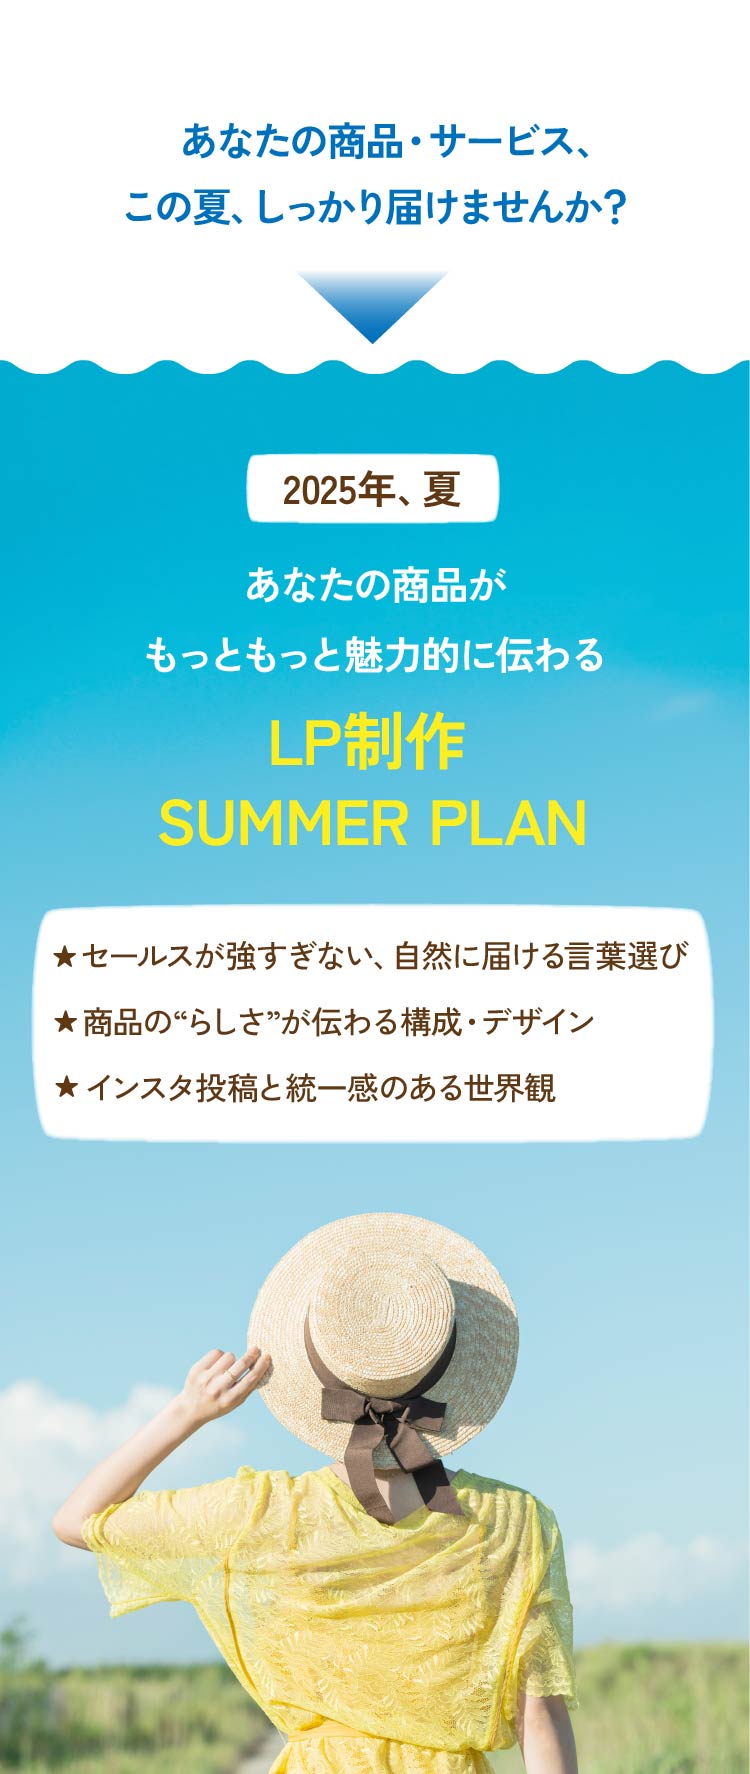 あなたの商品・サービス、
この夏、しっかり届けませんか？
2025年、夏
あなたの商品が
もっともっと魅力的に伝わる
LP制作
SUMMER PLAN
★セールスが強すぎない、自然に届ける言葉選び
★商品の“らしさ”が伝わる構成・デザイン
★インスタ投稿と統一感のある世界観